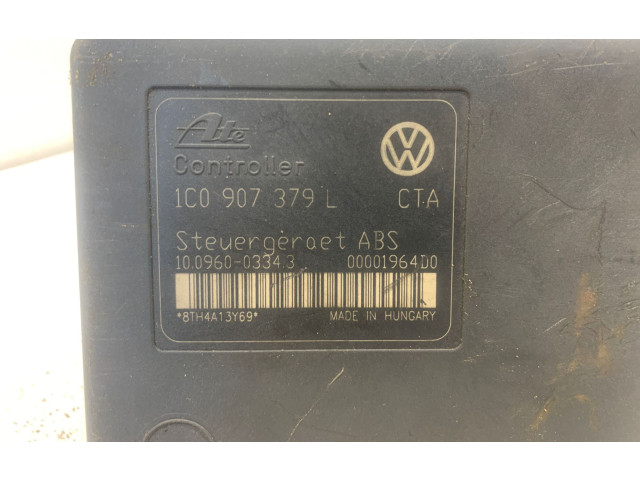 Ate
Controller
1C0 907 379 L CTA
Steuergeraet ABS
10.0960-0334.3 00001964D0
*8TH4A13Y69* MADE IN HUNGARY